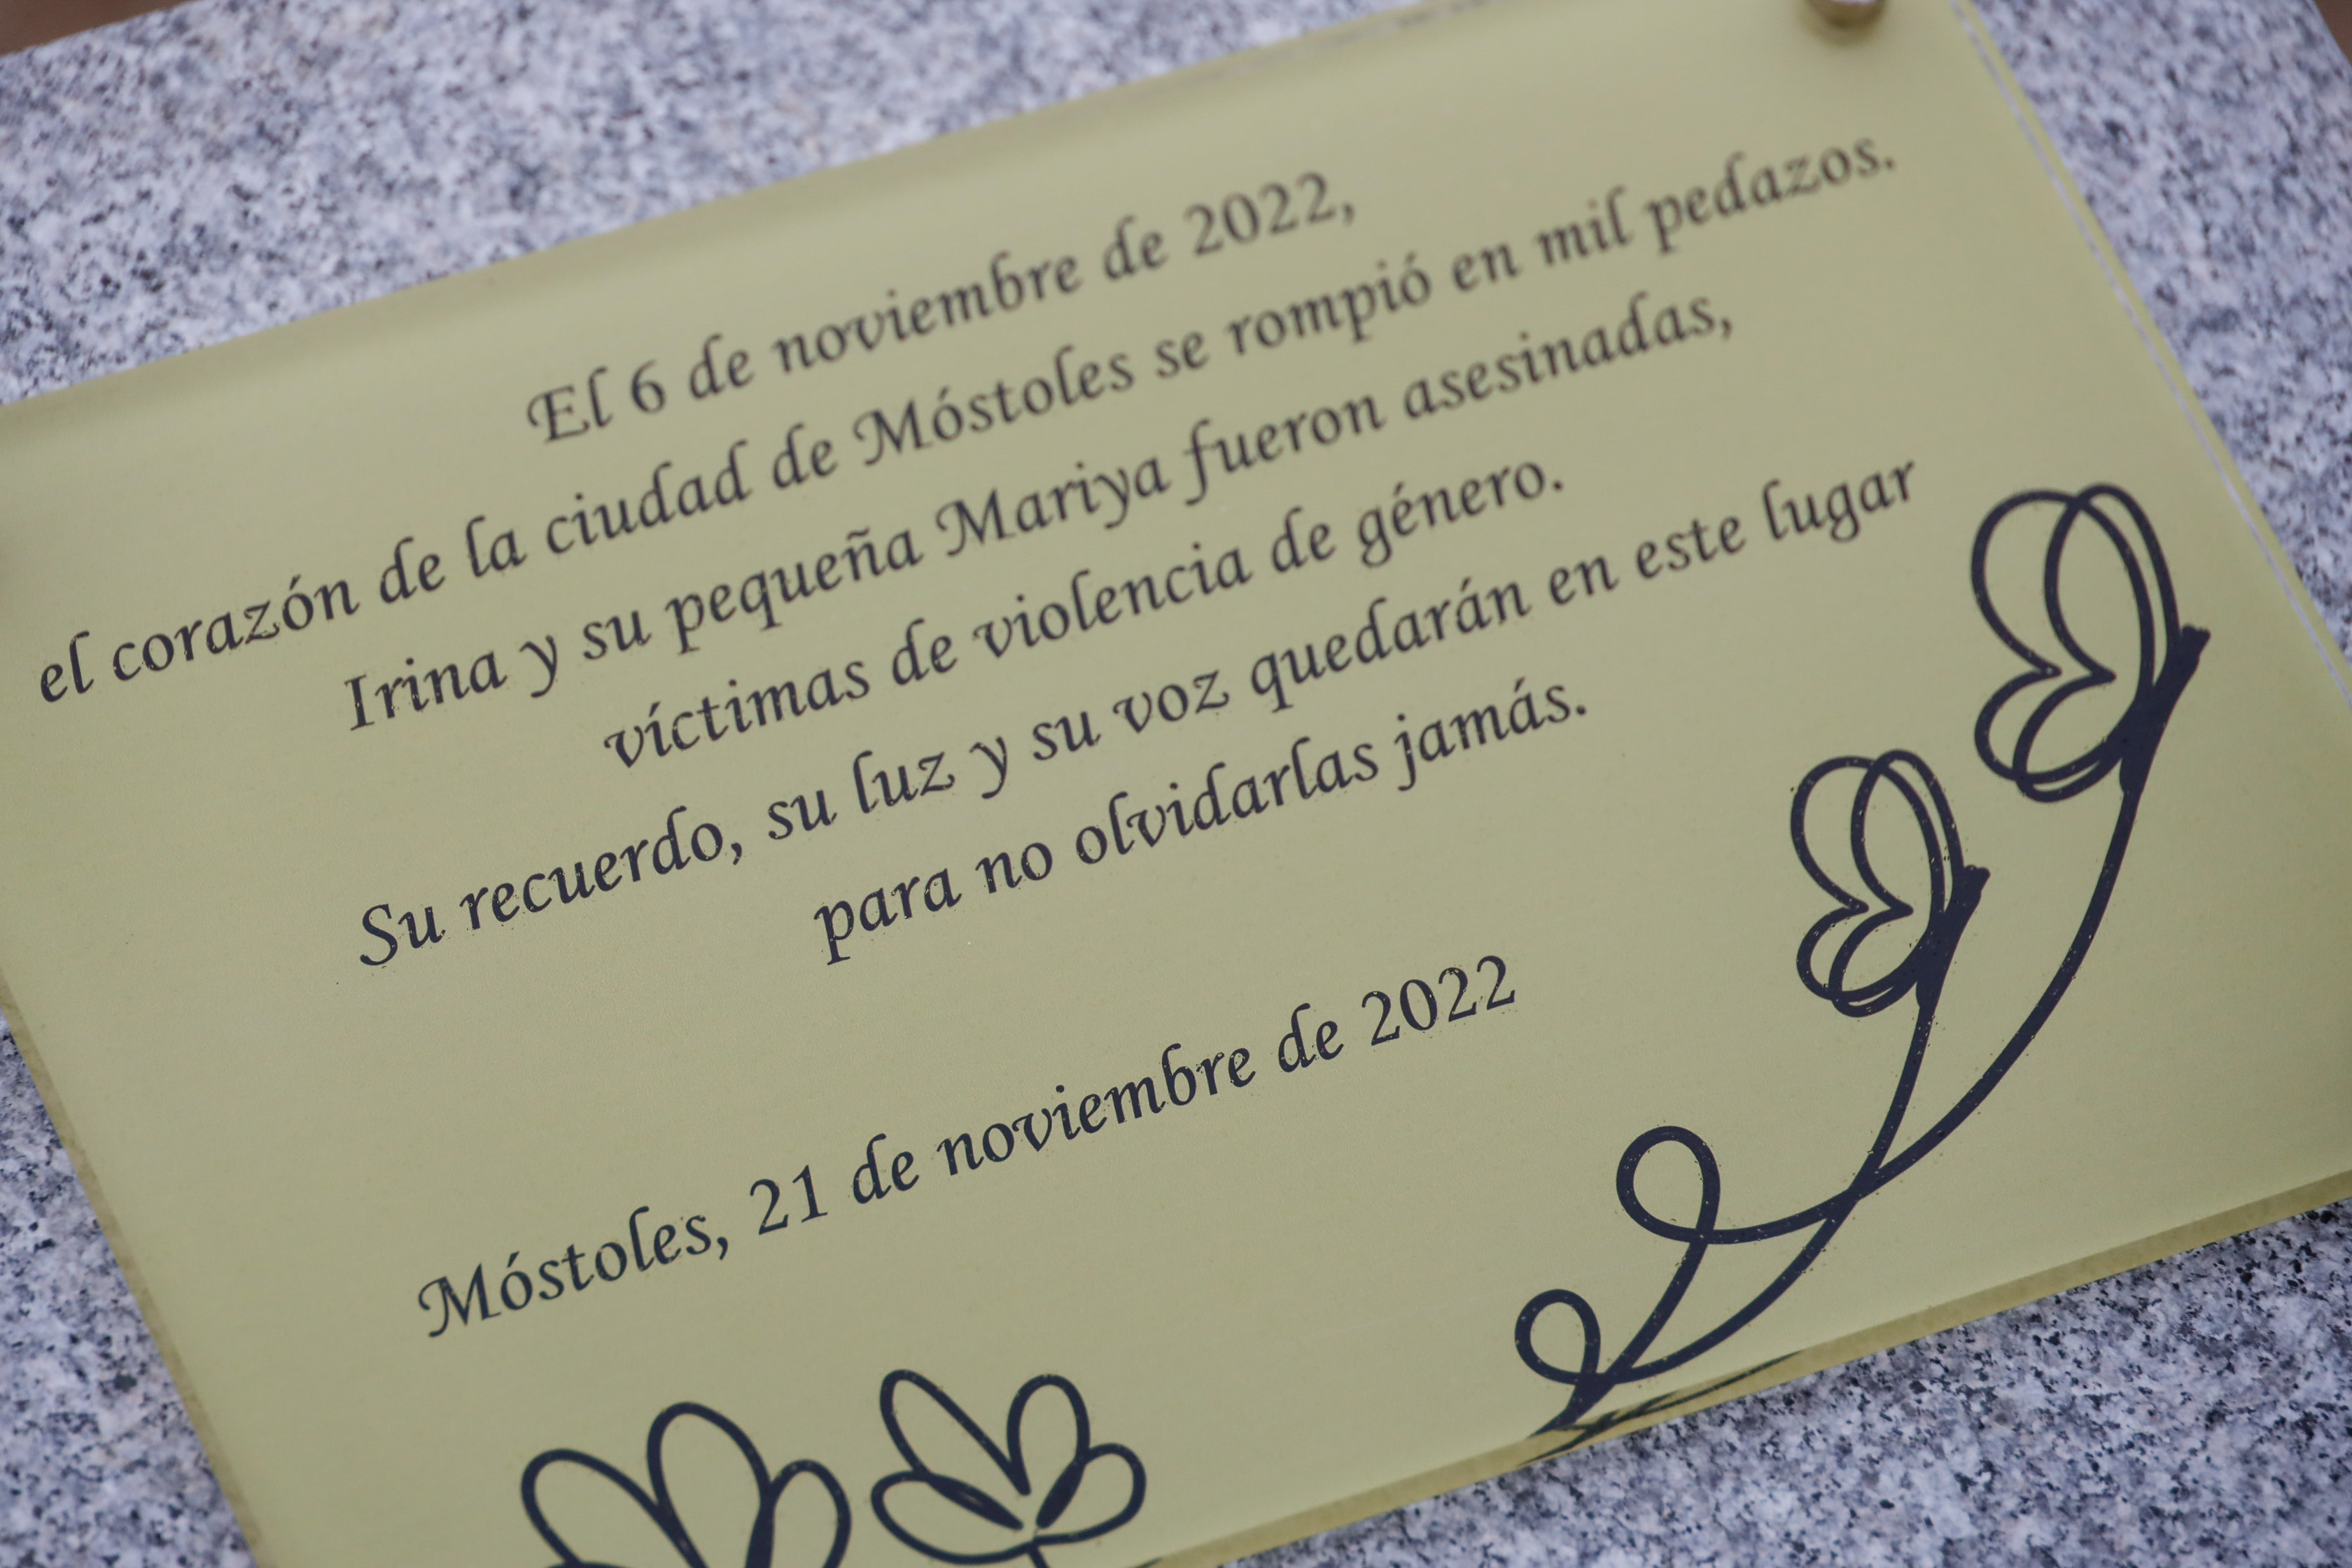 El 6 de noviembre de 2022,
el corazón de la ciudad de Móstoles se rompió en mil pedazos.
Irina y su pequeña Mariya fueron asesinadas,
víctimas de violencia de género.
Su recuerdo, su luz y su voz quedarán en este lugar
para no olvidarlas jamás.
Móstoles, 21 de noviembre de 2022